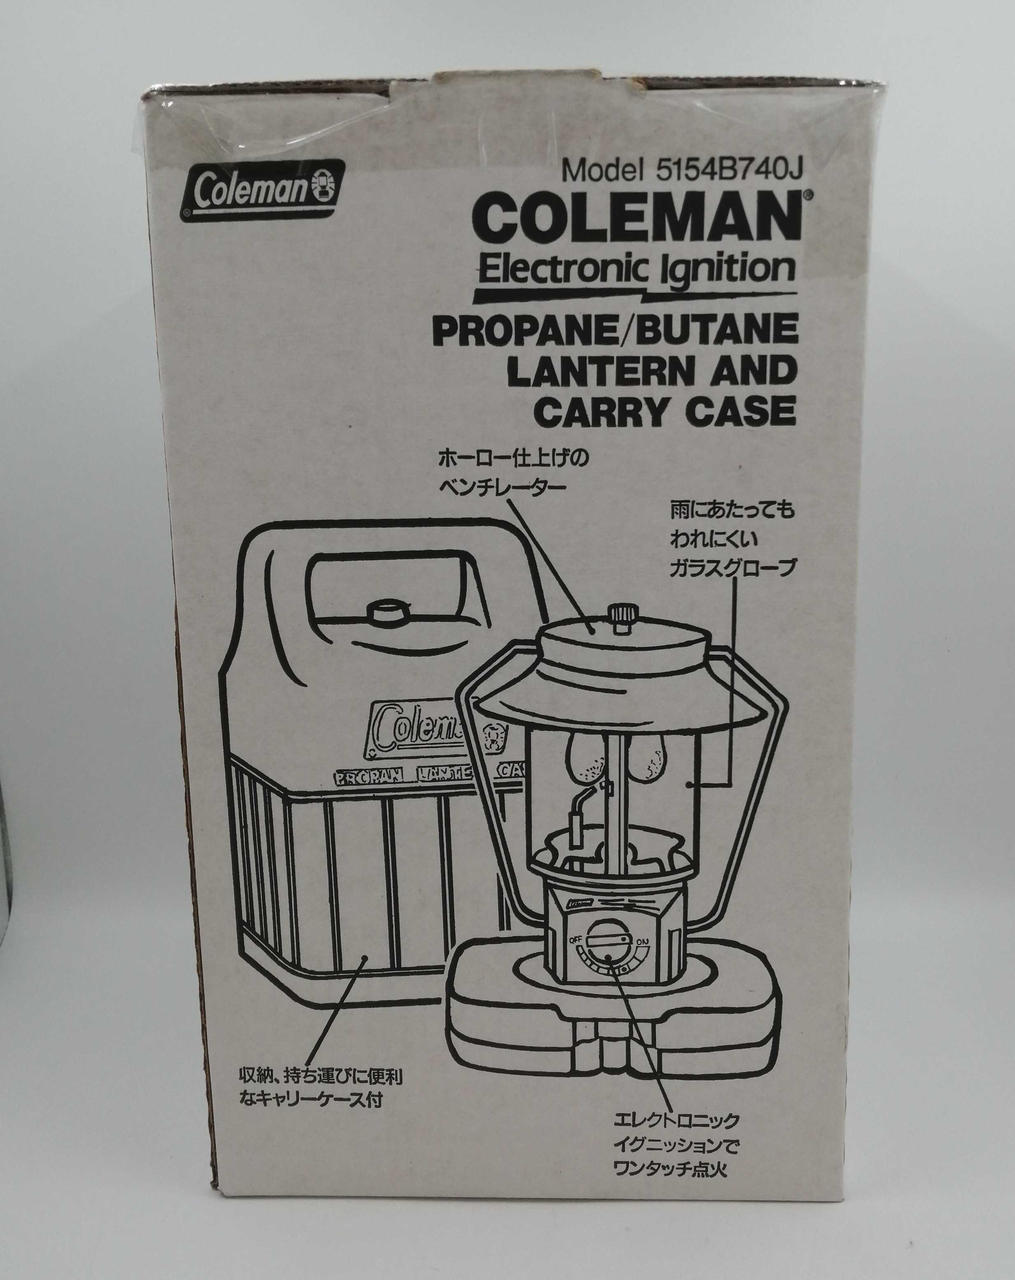 Coleman
Model 5154B740J
COLEMAN®
Electronic Ignition
PROPANE/BUTANE
LANTERN AND
CARRY CASE
ホーロー仕上げの
ベンチレーター
雨にあたっても
われにくい
ガラスグローブ
Coleman
OFF
ON
収納、持ち運びに便利
なキャリーケース付
エレクトロニック
イグニッションで
ワンタッチ点火